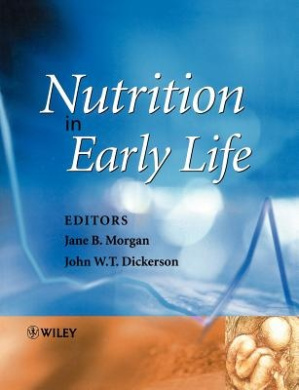 Nutrition
in
Early Life
EDITORS
Jane B. Morgan
John W.T. Dickerson
WILEY